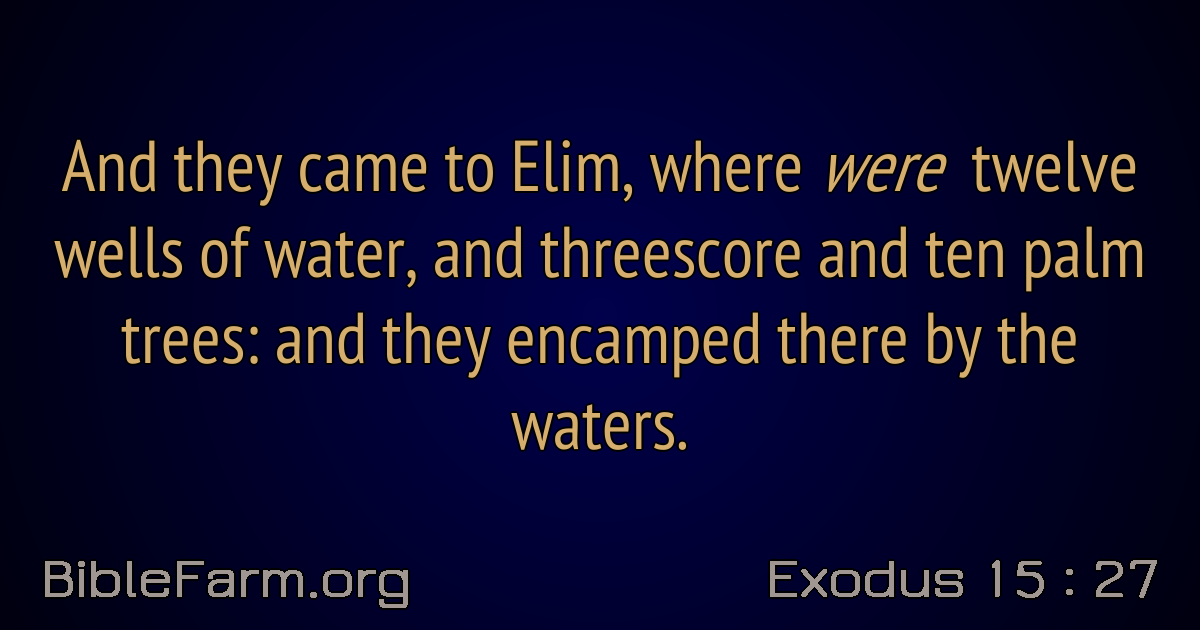 And they came to Elim, where were twelve
wells of water, and threescore and ten palm
trees: and they encamped there by the
waters.
BibleFarm.org
Exodus 15 : 27